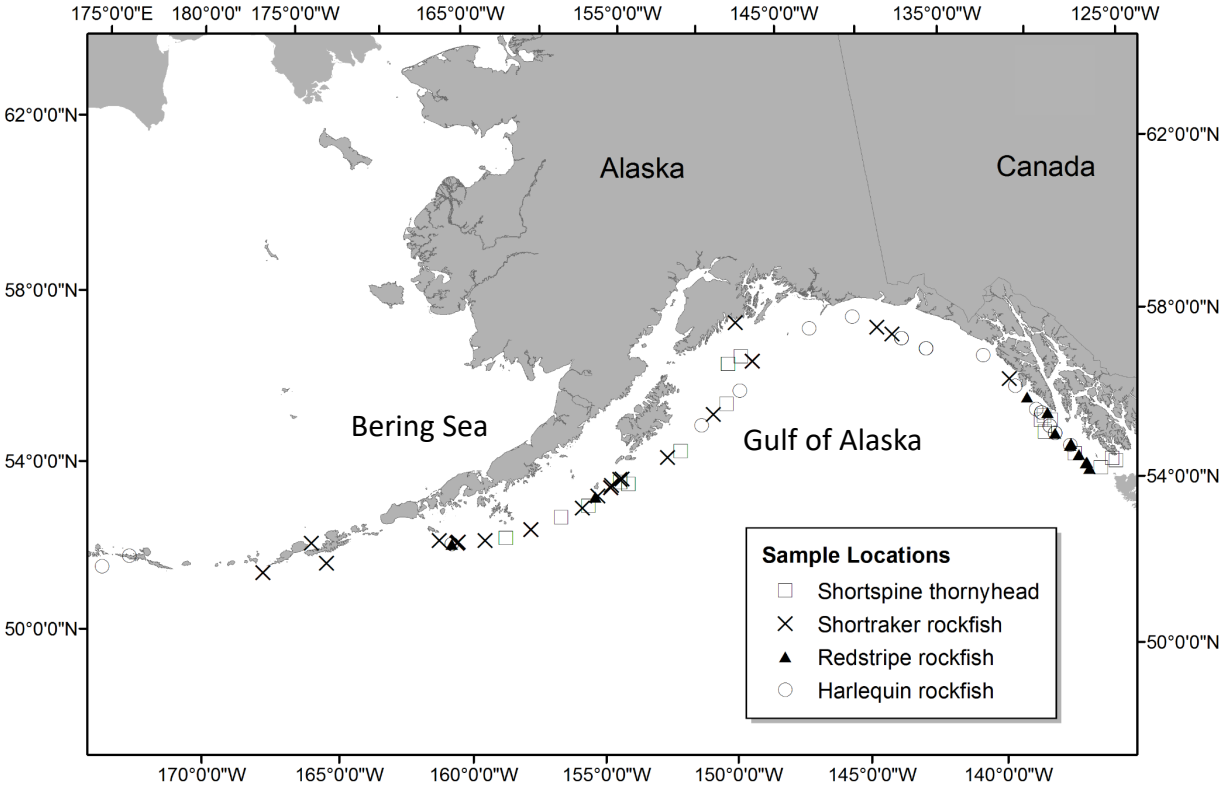 175°0'0"E 180°0'0" 175°0'0"W 165°0'0"W 155°0'0"W 145°0'0"W 135°0'0"W 125°0'0"W
62°0'0"N 62°0'0"N
Alaska Canada
58°0'0"N 58°0'0"N
Bering Sea Gulf of Alaska
54°0'0"N 54°0'0"N
Sample Locations
Shortspine thornyhead
Shortraker rockfish
50°0'0"N 50°0'0"N
Redstripe rockfish
Harlequin rockfish
170°0'0"W 165°0'0"W 160°0'0"W 155°0'0"W 150°0'0"W 145°0'0"W 140°0'0"W